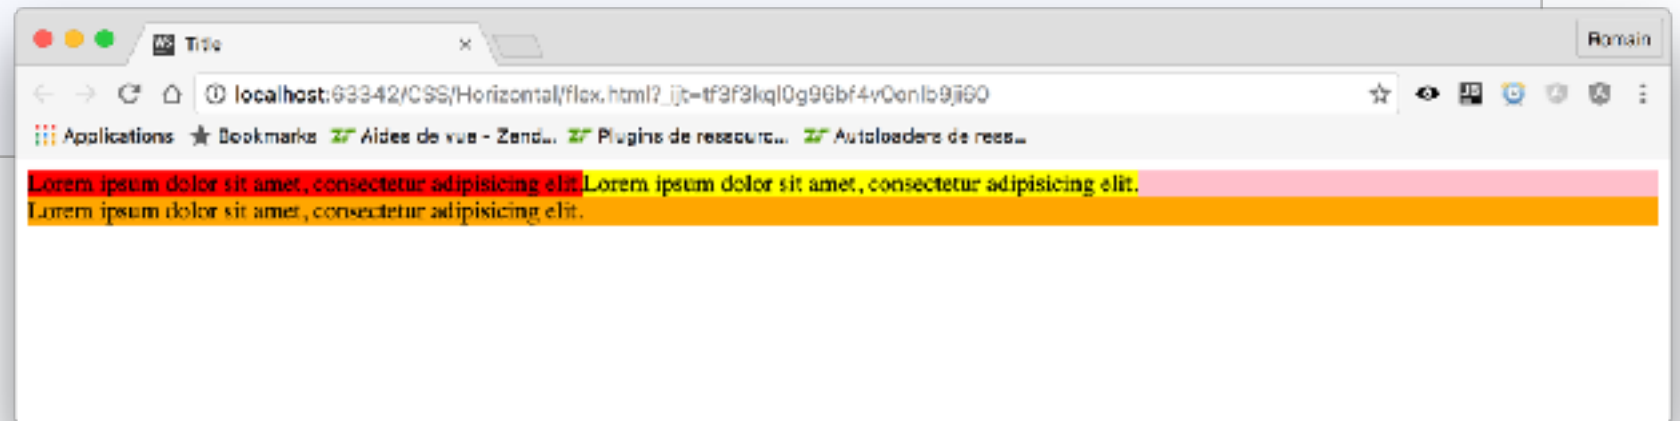 Title
Romain
localhost:63342/CSS/Horizontal/flex.html?
Applications Bookmarks Aides de vue - Zend... Plugins de ressourc... Autoloaders de ress...
Lorem ipsum dolor sit amet, consectetur adipisicing elit.Lorem ipsum dolor sit amet, consectetur adipisicing elit.
Lorem ipsum dolor sit amet, consectetur adipisicing elit.